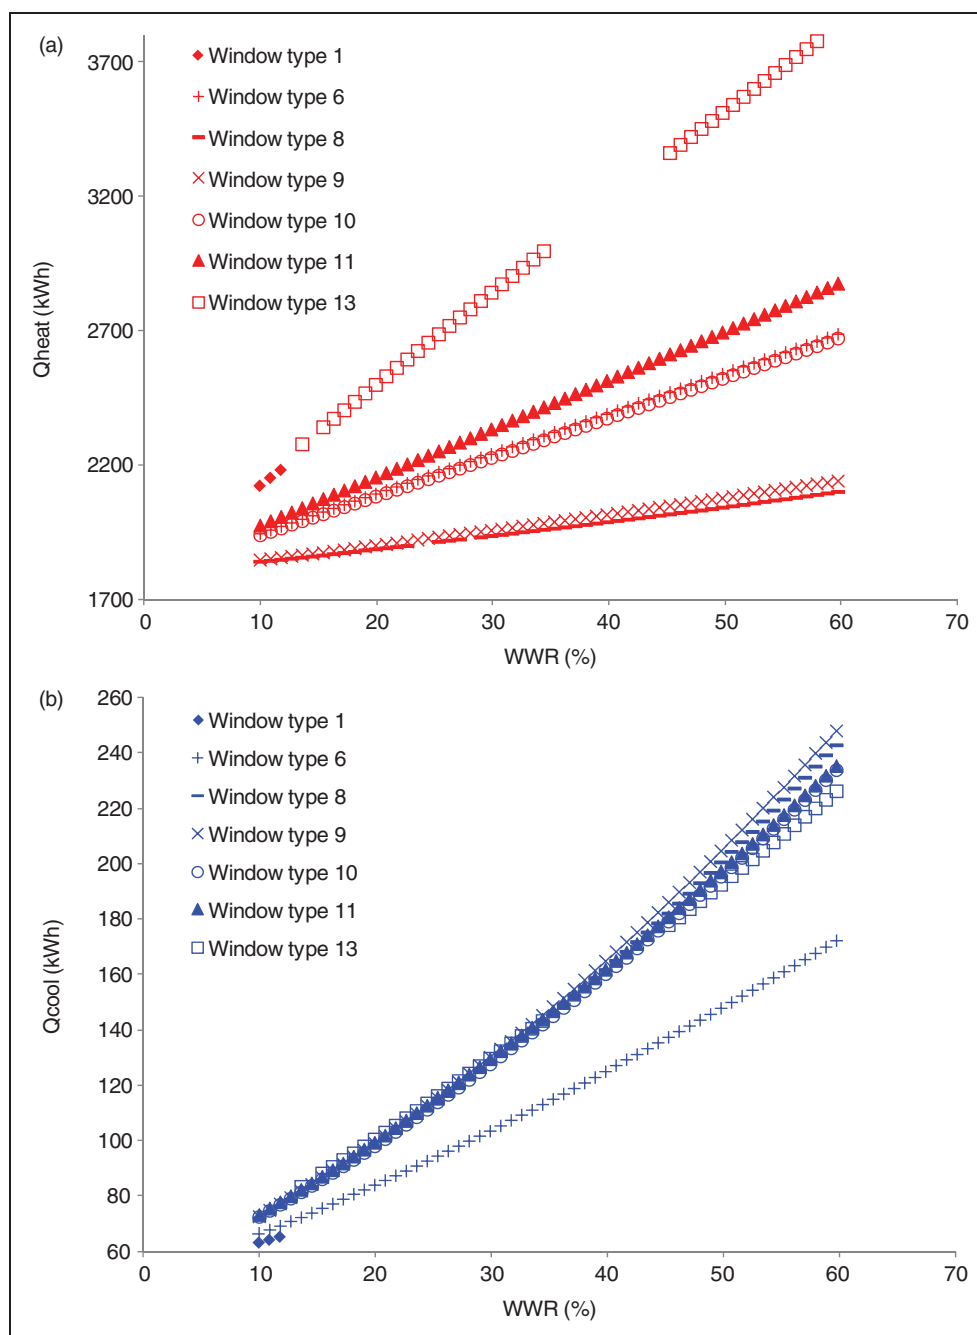 (a)
3700
3200
2700
2200
1700
Qheat (kWh)
Window type 1
Window type 6
Window type 8
Window type 9
Window type 10
Window type 11
Window type 13
0 10 20 30 40 50 60 70
WWR (%)
(b)
260
240
220
200
180
160
140
120
100
80
60
Qcool (kWh)
Window type 1
Window type 6
Window type 8
Window type 9
Window type 10
Window type 11
Window type 13
0 10 20 30 40 50 60 70
WWR (%)